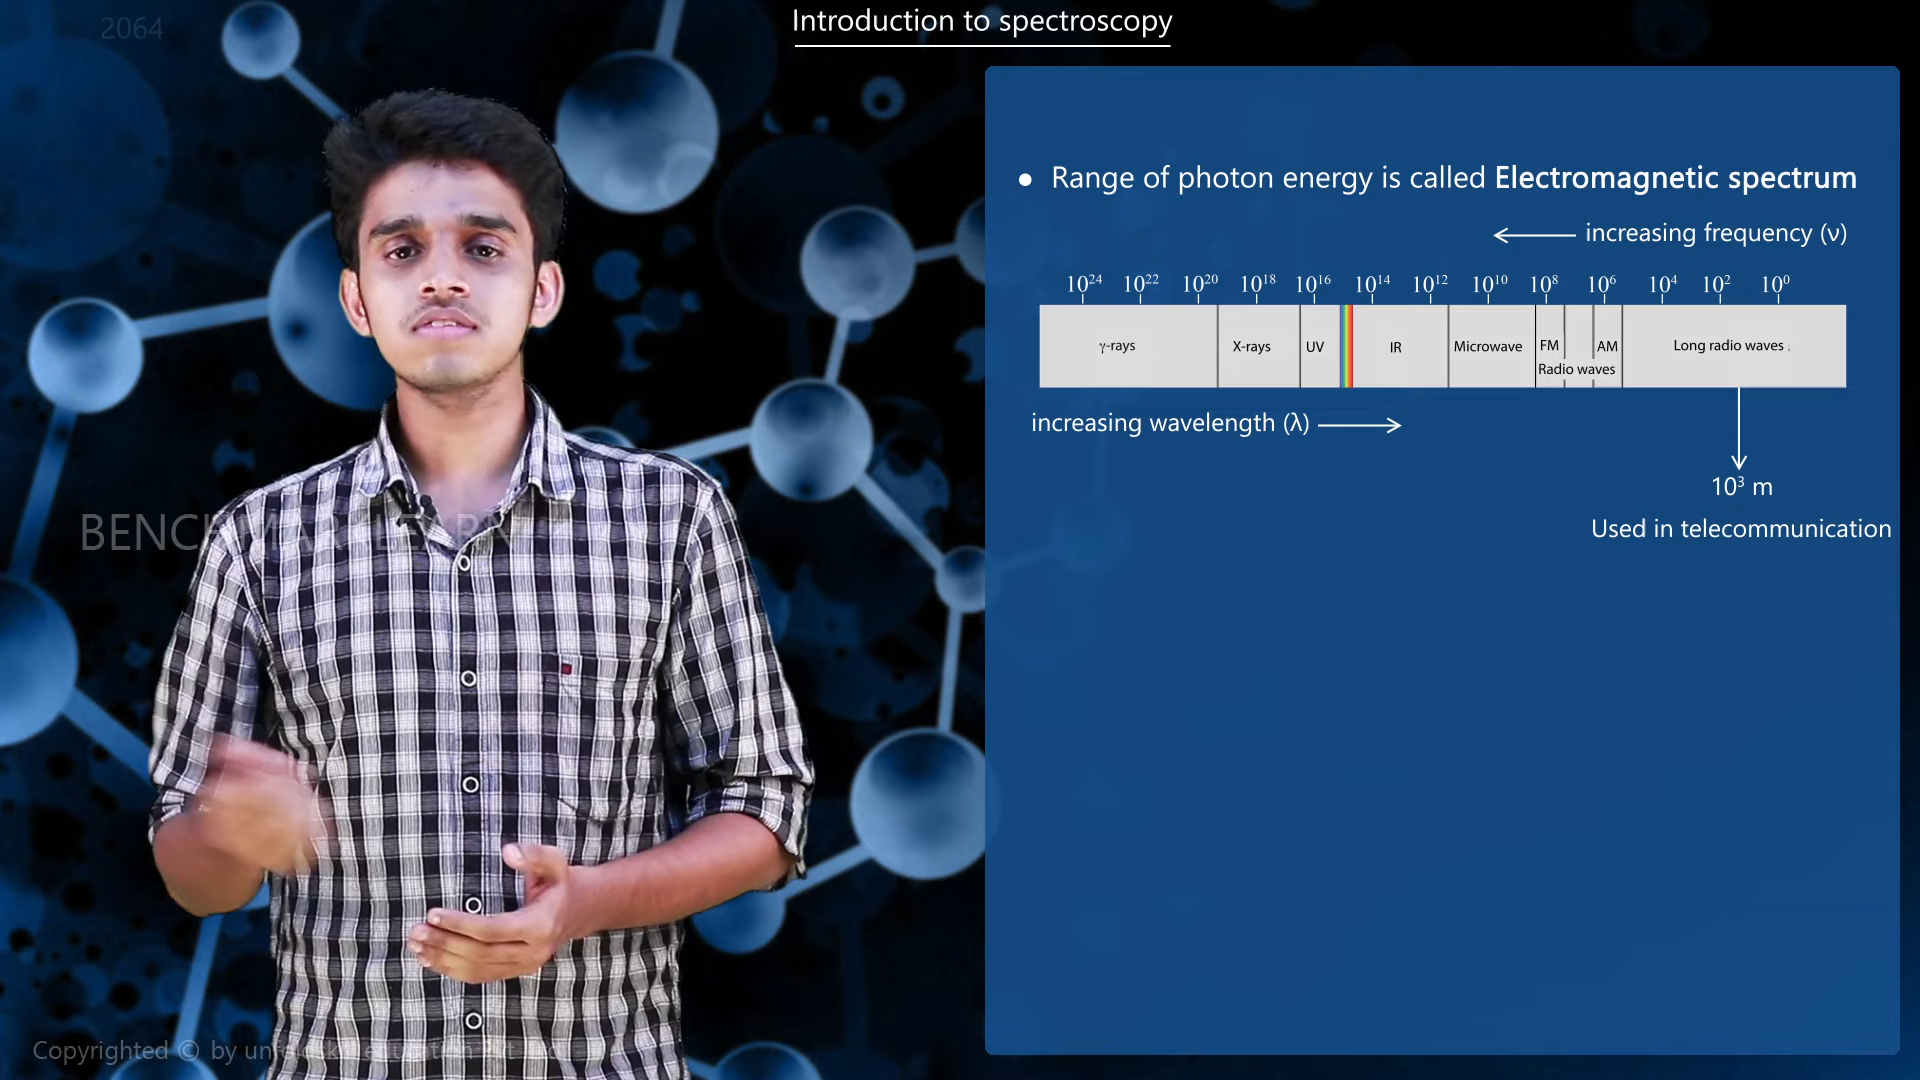 2064
Introduction to spectroscopy
• Range of photon energy is called Electromagnetic spectrum
increasing frequency (ν)
10²⁴ 10²² 10²⁰ 10¹⁸ 10¹⁶ 10¹⁴ 10¹² 10¹⁰ 10⁸ 10⁶ 10⁴ 10² 10⁰
γ-rays X-rays UV IR Microwave FM AM Long radio waves
Radio waves
increasing wavelength (λ)
10³ m
Used in telecommunication
Copyrighted © by